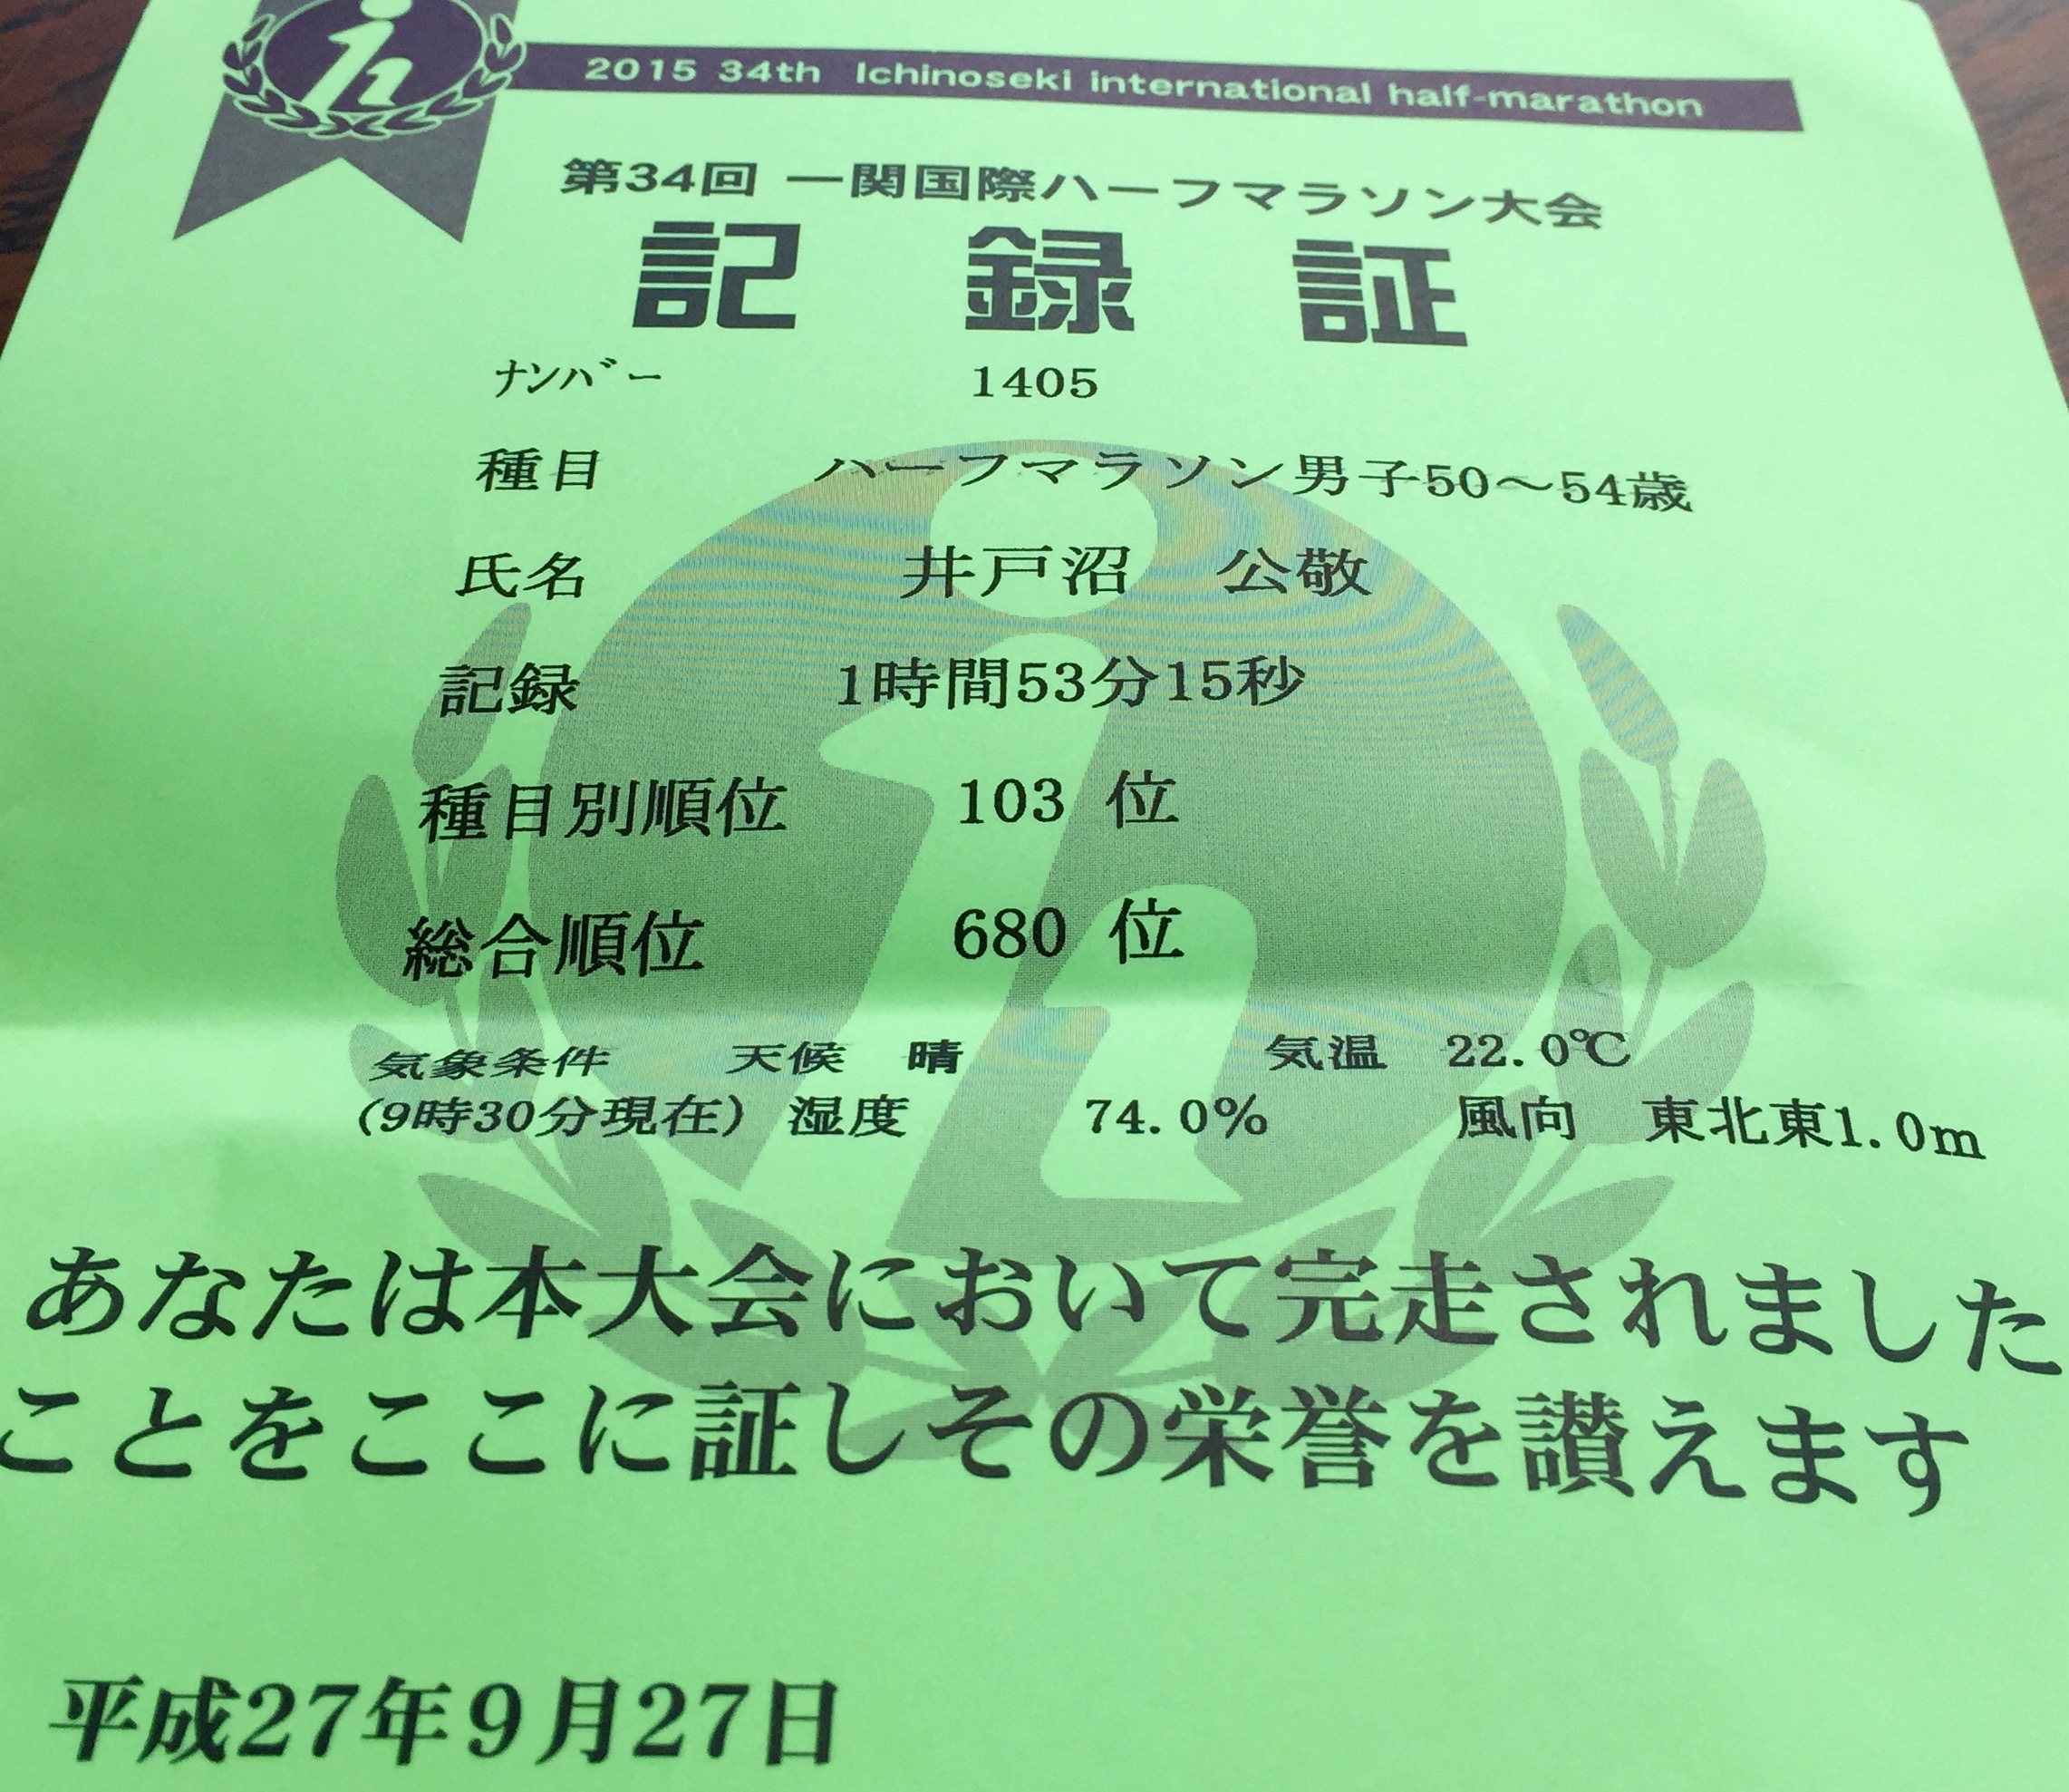 ih
2015 34th Ichinoseki international half-marathon
第34回 一関国際ハーフマラソン大会
記 録 証
ナンバー 1405
種目 ハーフマラソン男子50～54歳
氏名 井戸沼 公敬
記録 1時間53分15秒
種目別順位 103 位
総合順位 680 位
気象条件 天候 晴 気温 22.0℃
(9時30分現在) 湿度 74.0% 風向 東北東1.0m
あなたは本大会において完走されました
ことをここに証しその栄誉を讃えます
平成27年9月27日